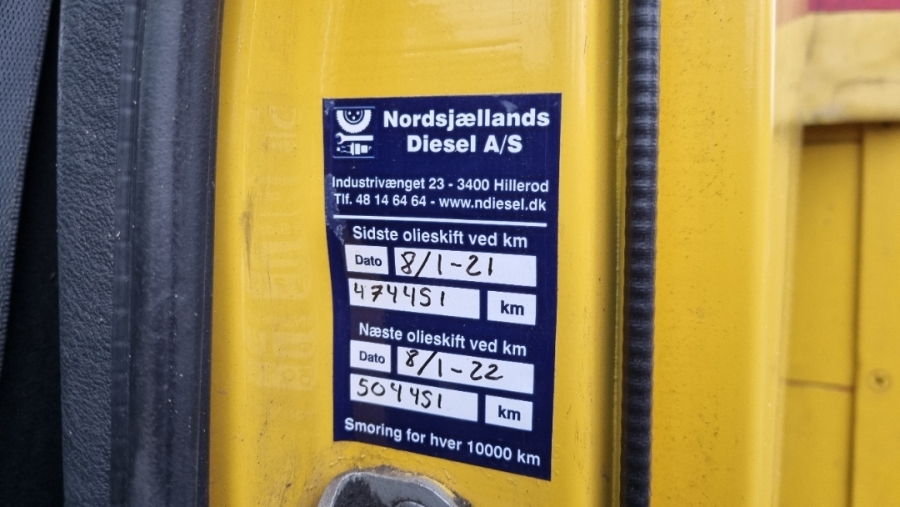 Nordsjællands
Diesel A/S
Industrivænget 23 - 3400 Hillerød
Tlf. 48 14 64 64 - www.ndiesel.dk
Sidste olieskift ved km
Dato 8/1-21
474451 km
Næste olieskift ved km
Dato 8/1-22
504451 km
Smøring for hver 10000 km